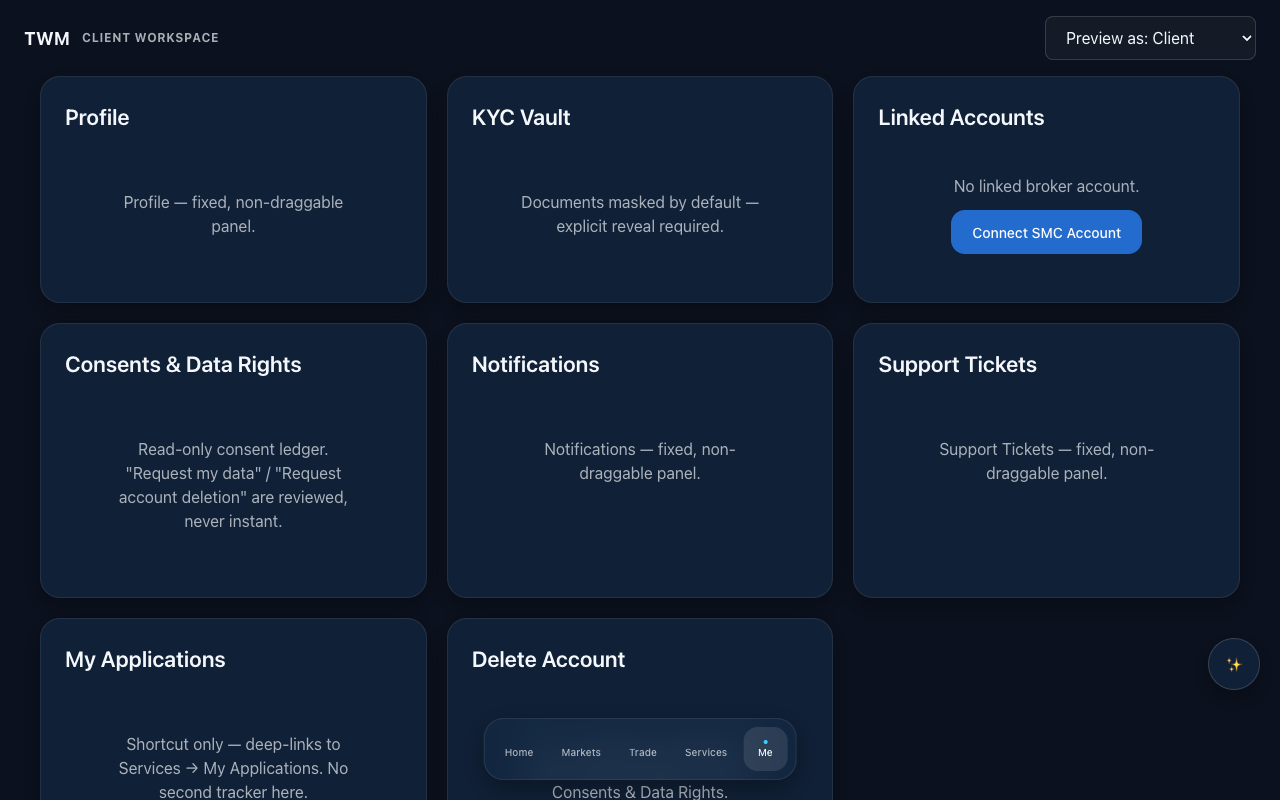 TWM CLIENT WORKSPACE
Preview as: Client
Profile
Profile — fixed, non-draggable
panel.
KYC Vault
Documents masked by default —
explicit reveal required.
Linked Accounts
No linked broker account.
Connect SMC Account
Consents & Data Rights
Read-only consent ledger.
"Request my data" / "Request
account deletion" are reviewed,
never instant.
Notifications
Notifications — fixed, non-
draggable panel.
Support Tickets
Support Tickets — fixed, non-
draggable panel.
My Applications
Shortcut only — deep-links to
Services → My Applications. No
second tracker here.
Delete Account
Consents & Data Rights.
Home Markets Trade Services Me